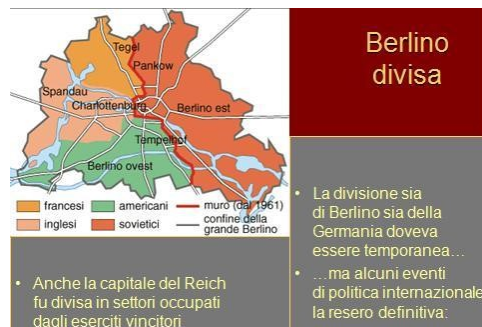 Berlino
divisa
Tegel
Pankow
Spandau
Charlottenburg
Berlino est
Tempelhof
Berlino ovest
francesi
americani
muro (dal 1961)
inglesi
sovietici
confine della
grande Berlino
• Anche la capitale del Reich
fu divisa in settori occupati
dagli eserciti vincitori
• La divisione sia
di Berlino sia della
Germania doveva
essere temporanea…
• …ma alcuni eventi
di politica internazionale
la resero definitiva: